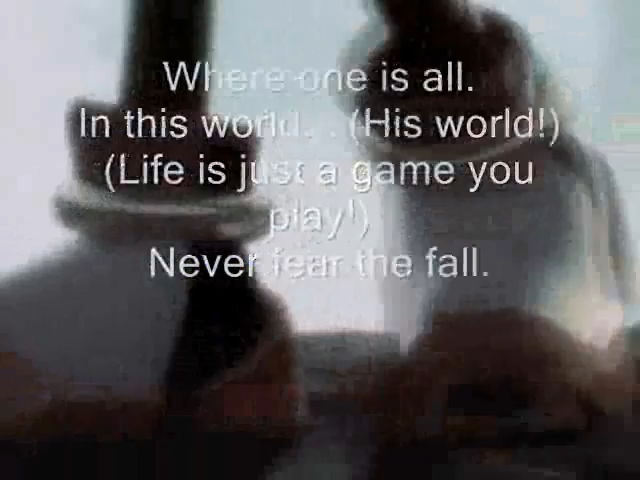 Where one is all.
In this world... (His world!)
(Life is just a game you
play!)
Never fear the fall.